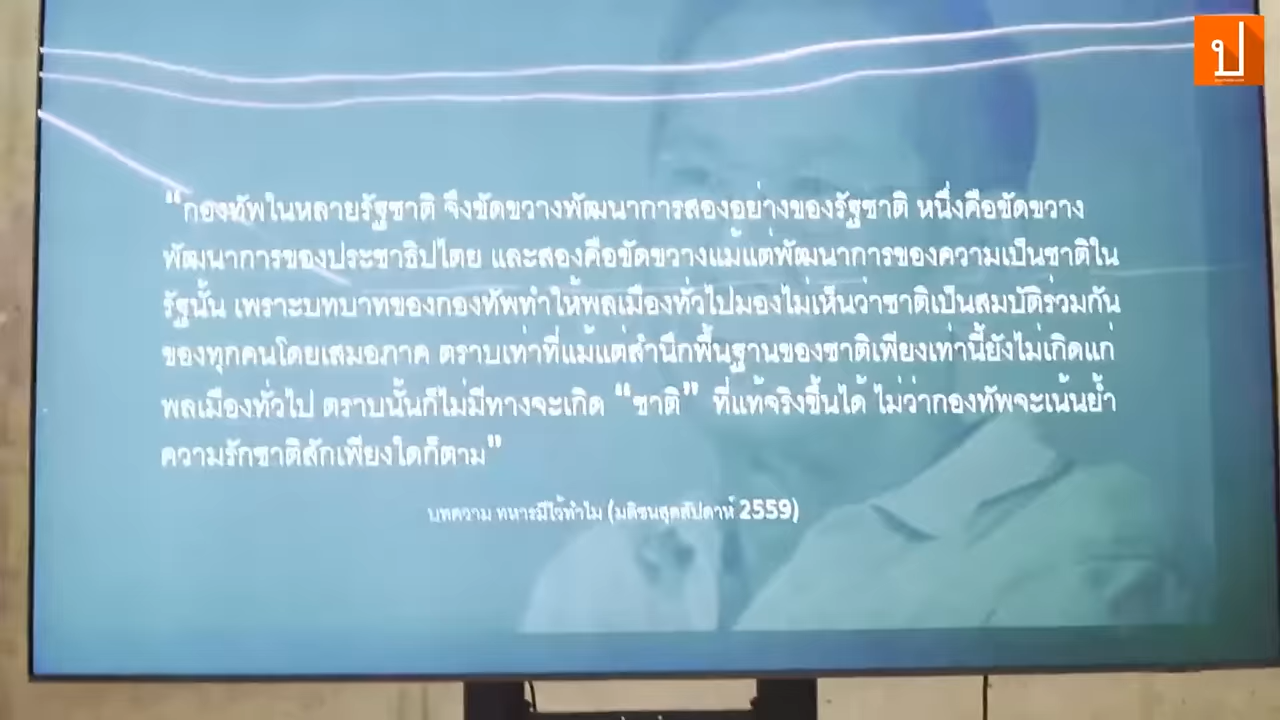 ป
“กองทัพในหลายรัฐชาติ จึงขัดขวางพัฒนาการสองอย่างของรัฐชาติ หนึ่งคือขัดขวาง
พัฒนาการของประชาธิปไตย และสองคือขัดขวางแม้แต่พัฒนาการของความเป็นชาติใน
รัฐนั้น เพราะบทบาทของกองทัพทำให้พลเมืองทั่วไปมองไม่เห็นว่าชาติเป็นสมบัติร่วมกัน
ของทุกคนโดยเสมอภาค ตราบเท่าที่แม้แต่สำนึกพื้นฐานของชาติเพียงเท่านี้ยังไม่เกิดแก่
พลเมืองทั่วไป ตราบนั้นก็ไม่มีทางจะเกิด “ชาติ” ที่แท้จริงขึ้นได้ ไม่ว่ากองทัพจะเน้นย้ำ
ความรักชาติสักเพียงใดก็ตาม”
บทความ ทหารมีไว้ทำไม (มติชนสุดสัปดาห์ 2559)